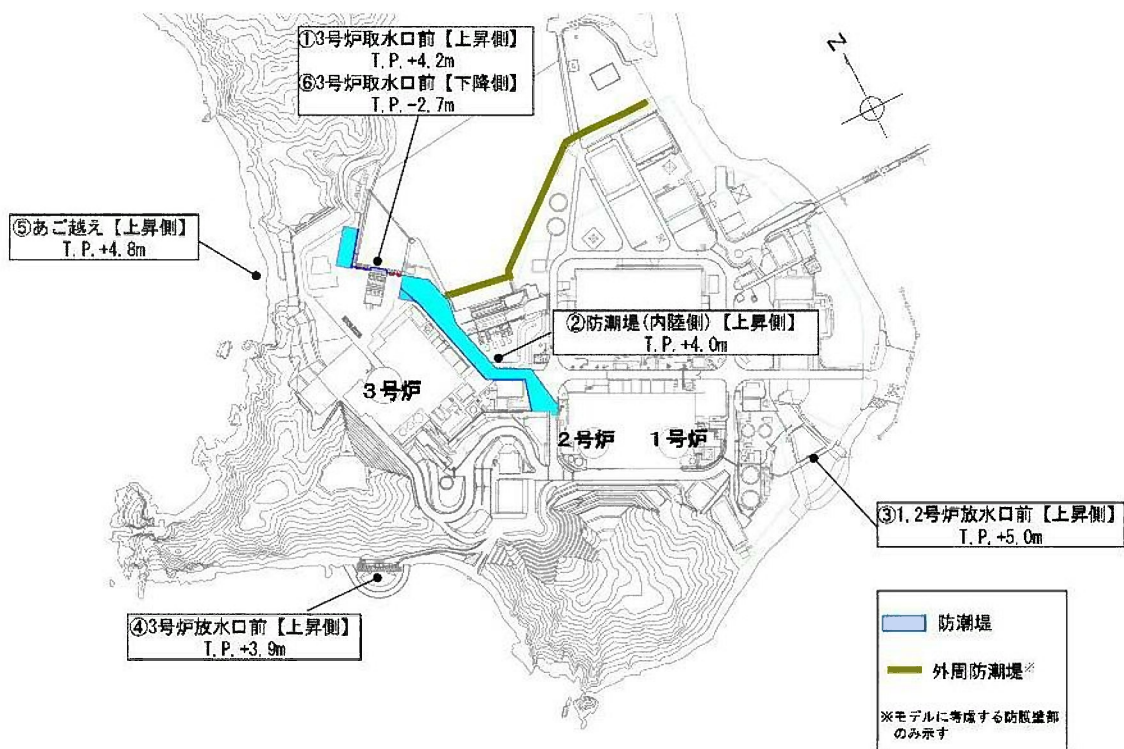 ①3号炉取水口前【上昇側】
T.P.+4.2m
⑥3号炉取水口前【下降側】
T.P.-2.7m
N
⑤あご越え【上昇側】
T.P.+4.8m
②防潮堤(内陸側)【上昇側】
T.P.+4.0m
3号炉
2号炉
1号炉
③1,2号炉放水口前【上昇側】
T.P.+5.0m
④3号炉放水口前【上昇側】
T.P.+3.9m
防潮堤
外周防潮堤※
※モデルに考慮する防護壁部
のみ示す